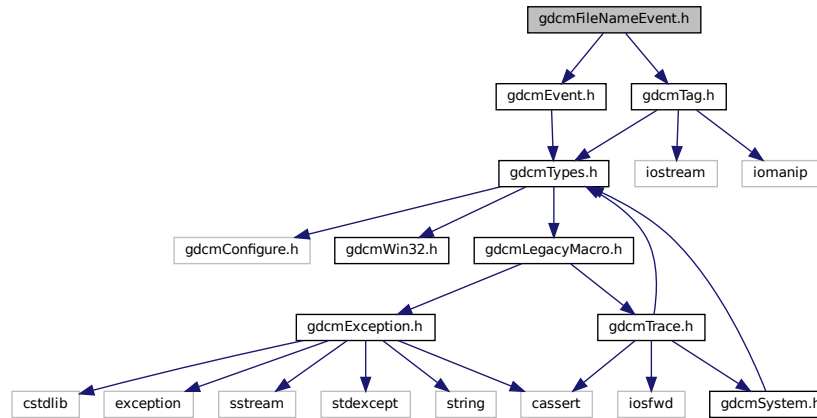 gdcmFileNameEvent.h
gdcmEvent.h
gdcmTag.h
gdcmTypes.h
iostream
iomanip
gdcmConfigure.h
gdcmWin32.h
gdcmLegacyMacro.h
gdcmException.h
gdcmTrace.h
cstdlib
exception
sstream
stdexcept
string
cassert
iosfwd
gdcmSystem.h